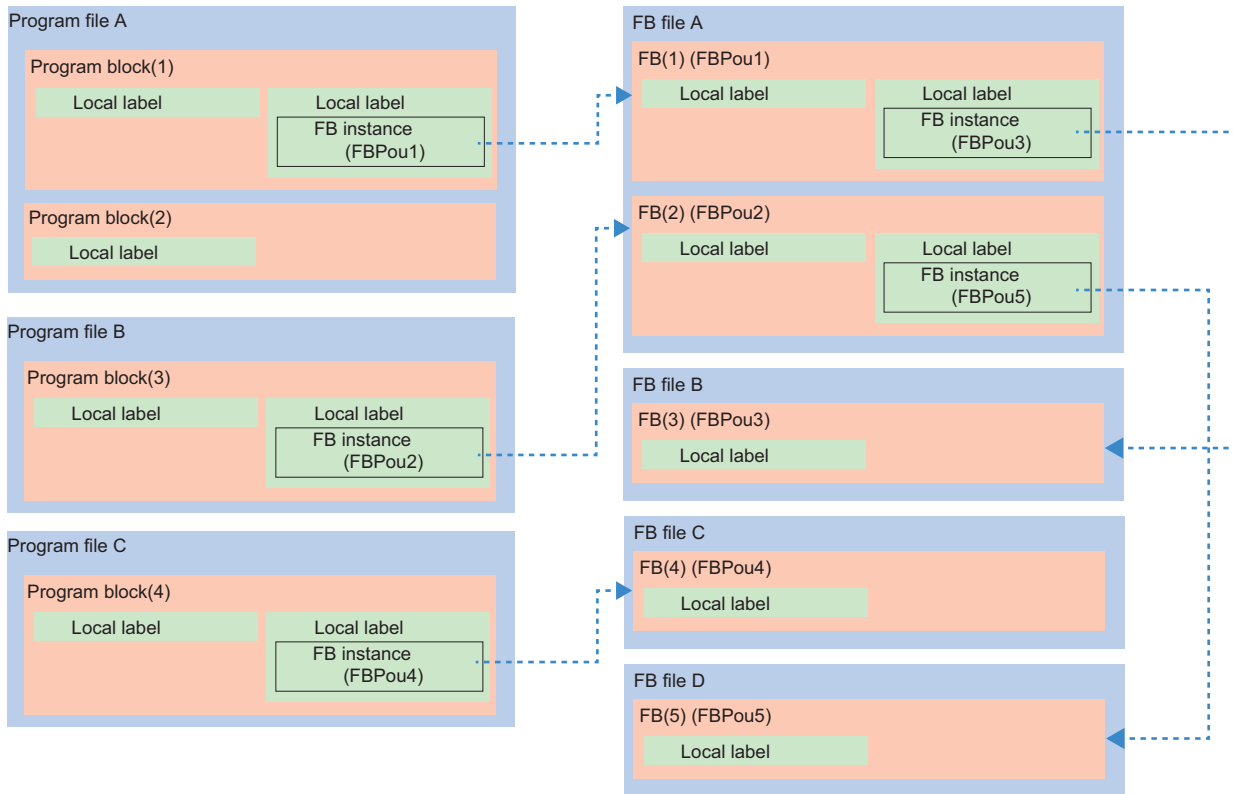 Program file A
Program block(1)
Local label
Local label
FB instance
(FBPou1)
Program block(2)
Local label
Program file B
Program block(3)
Local label
Local label
FB instance
(FBPou2)
Program file C
Program block(4)
Local label
Local label
FB instance
(FBPou4)
FB file A
FB(1) (FBPou1)
Local label
Local label
FB instance
(FBPou3)
FB(2) (FBPou2)
Local label
Local label
FB instance
(FBPou5)
FB file B
FB(3) (FBPou3)
Local label
FB file C
FB(4) (FBPou4)
Local label
FB file D
FB(5) (FBPou5)
Local label